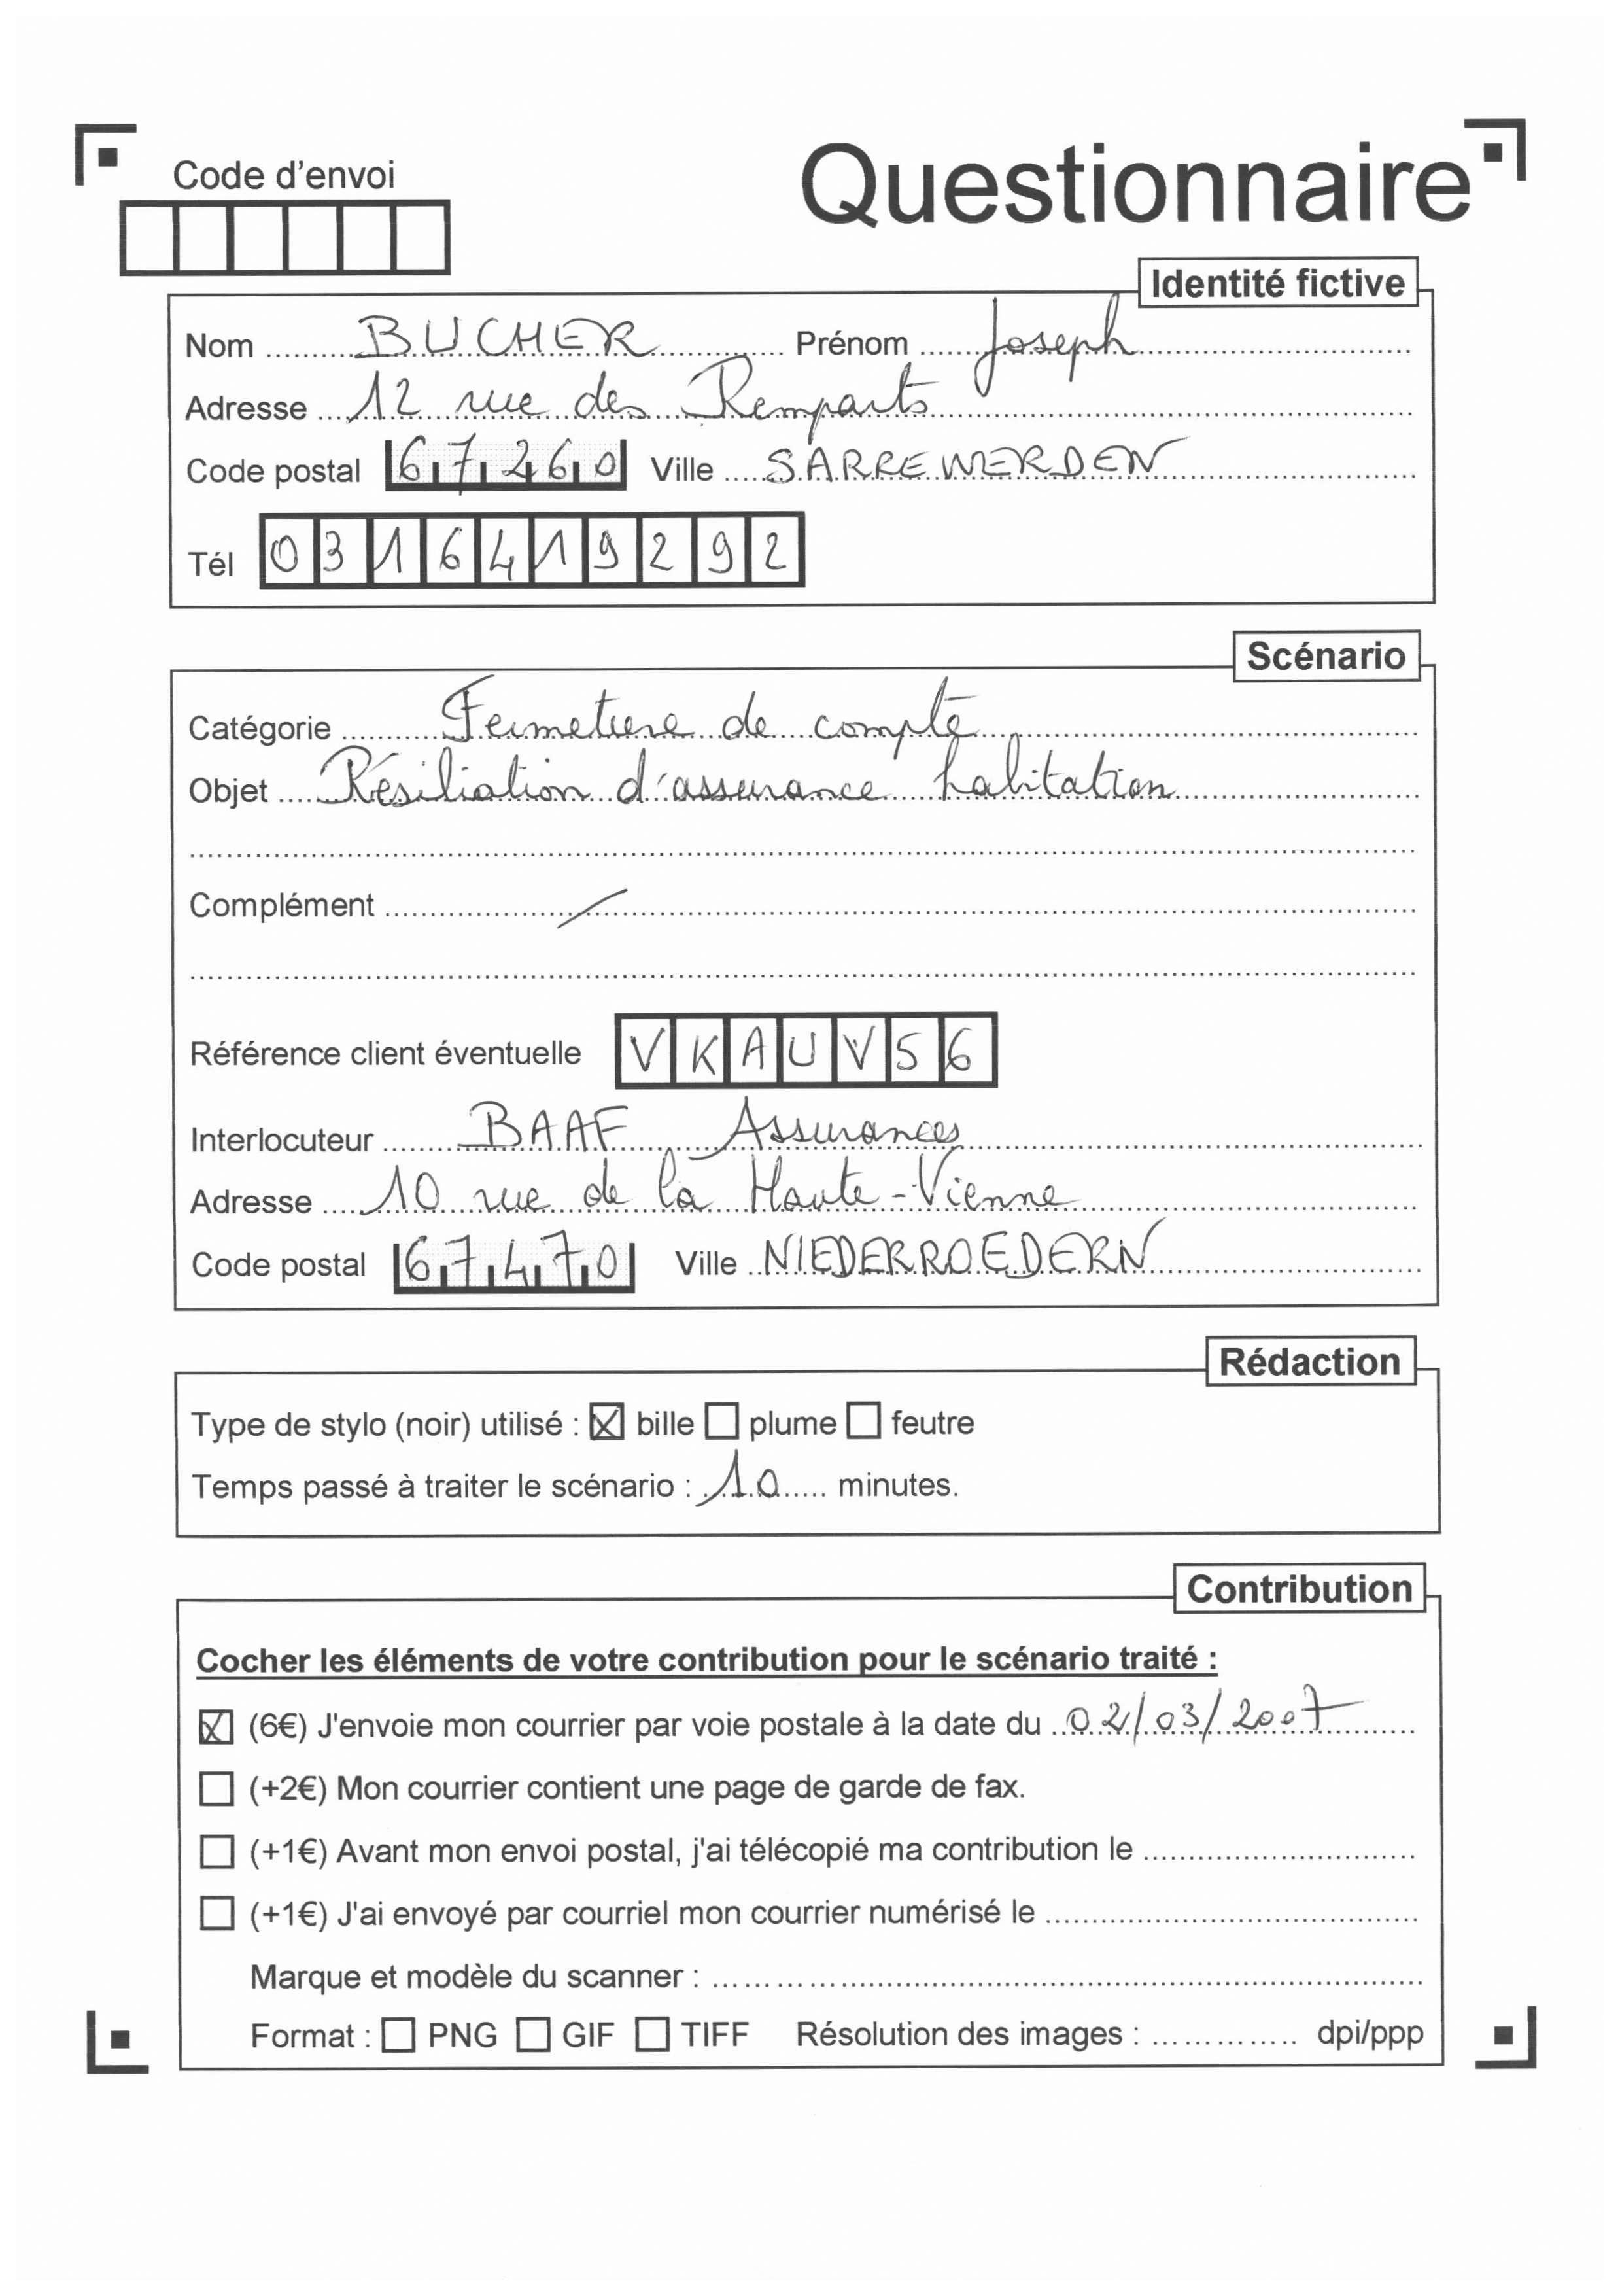 Code d'envoi
Questionnaire
Identité fictive
Nom BUCHER Prénom Joseph
Adresse 12 rue des Remparts
Code postal 67260 Ville SARREWERDEN
Tél 0316419292
Scénario
Catégorie Fermeture de compte
Objet Résiliation d'assurance habitation
Complément /
Référence client éventuelle VKAUV56
Interlocuteur BAAF Assurances
Adresse 10 rue de la Haute-Vienne
Code postal 67470 Ville NIEDERROEDERN
Rédaction
Type de stylo (noir) utilisé : ☒ bille ☐ plume ☐ feutre
Temps passé à traiter le scénario : 10 minutes.
Contribution
Cocher les éléments de votre contribution pour le scénario traité :
☒ (6€) J'envoie mon courrier par voie postale à la date du 02/03/2007
☐ (+2€) Mon courrier contient une page de garde de fax.
☐ (+1€) Avant mon envoi postal, j'ai télécopié ma contribution le
☐ (+1€) J'ai envoyé par courriel mon courrier numérisé le
Marque et modèle du scanner :
Format : ☐ PNG ☐ GIF ☐ TIFF Résolution des images : dpi/ppp